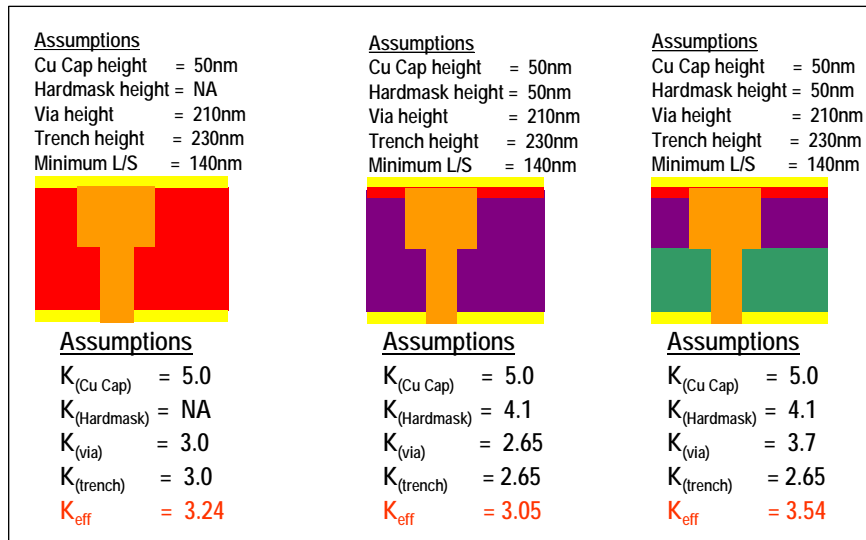 Assumptions
Cu Cap height = 50nm
Hardmask height = NA
Via height = 210nm
Trench height = 230nm
Minimum L/S = 140nm
Assumptions
K(Cu Cap) = 5.0
K(Hardmask) = NA
K(via) = 3.0
K(trench) = 3.0
Keff = 3.24
Assumptions
Cu Cap height = 50nm
Hardmask height = 50nm
Via height = 210nm
Trench height = 230nm
Minimum L/S = 140nm
Assumptions
K(Cu Cap) = 5.0
K(Hardmask) = 4.1
K(via) = 2.65
K(trench) = 2.65
Keff = 3.05
Assumptions
Cu Cap height = 50nm
Hardmask height = 50nm
Via height = 210nm
Trench height = 230nm
Minimum L/S = 140nm
Assumptions
K(Cu Cap) = 5.0
K(Hardmask) = 4.1
K(via) = 3.7
K(trench) = 2.65
Keff = 3.54